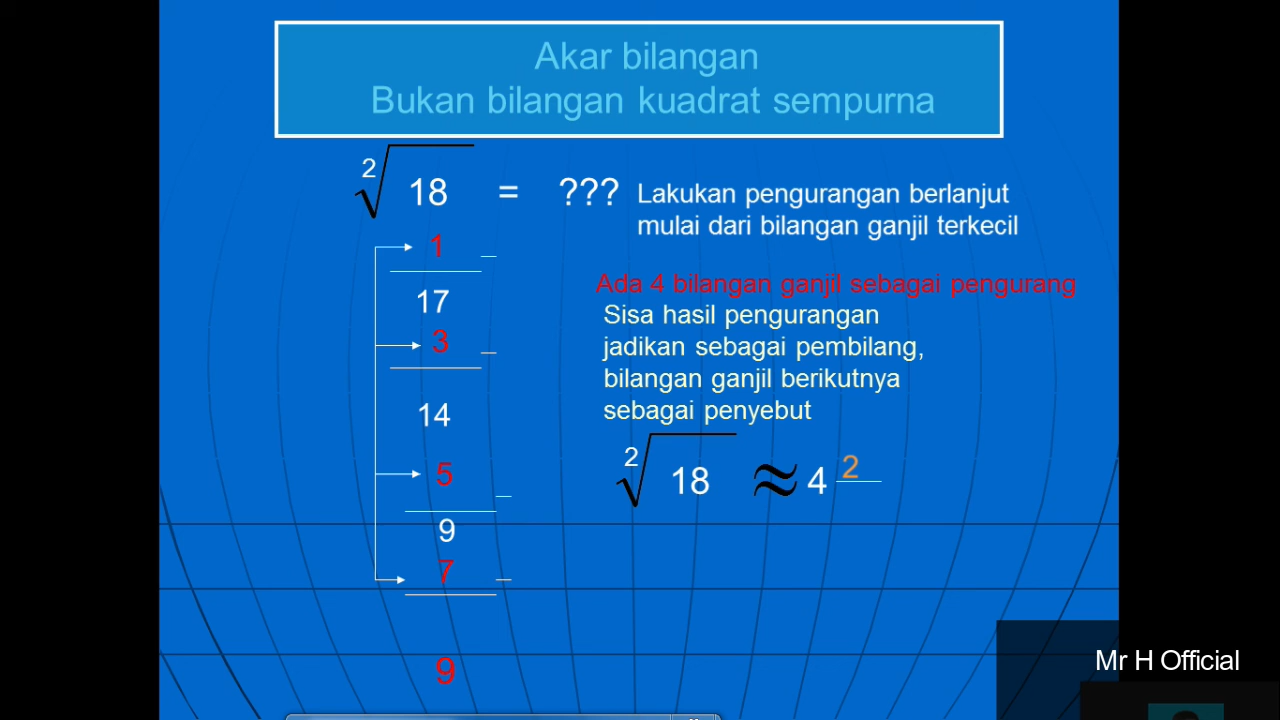 Akar bilangan
Bukan bilangan kuadrat sempurna
2√18 = ???
Lakukan pengurangan berlanjut
mulai dari bilangan ganjil terkecil
1 _
17
3 _
14
5 _
9
7 _
9
Ada 4 bilangan ganjil sebagai pengurang
Sisa hasil pengurangan
jadikan sebagai pembilang,
bilangan ganjil berikutnya
sebagai penyebut
2√18 ≈ 4 2
Mr H Official